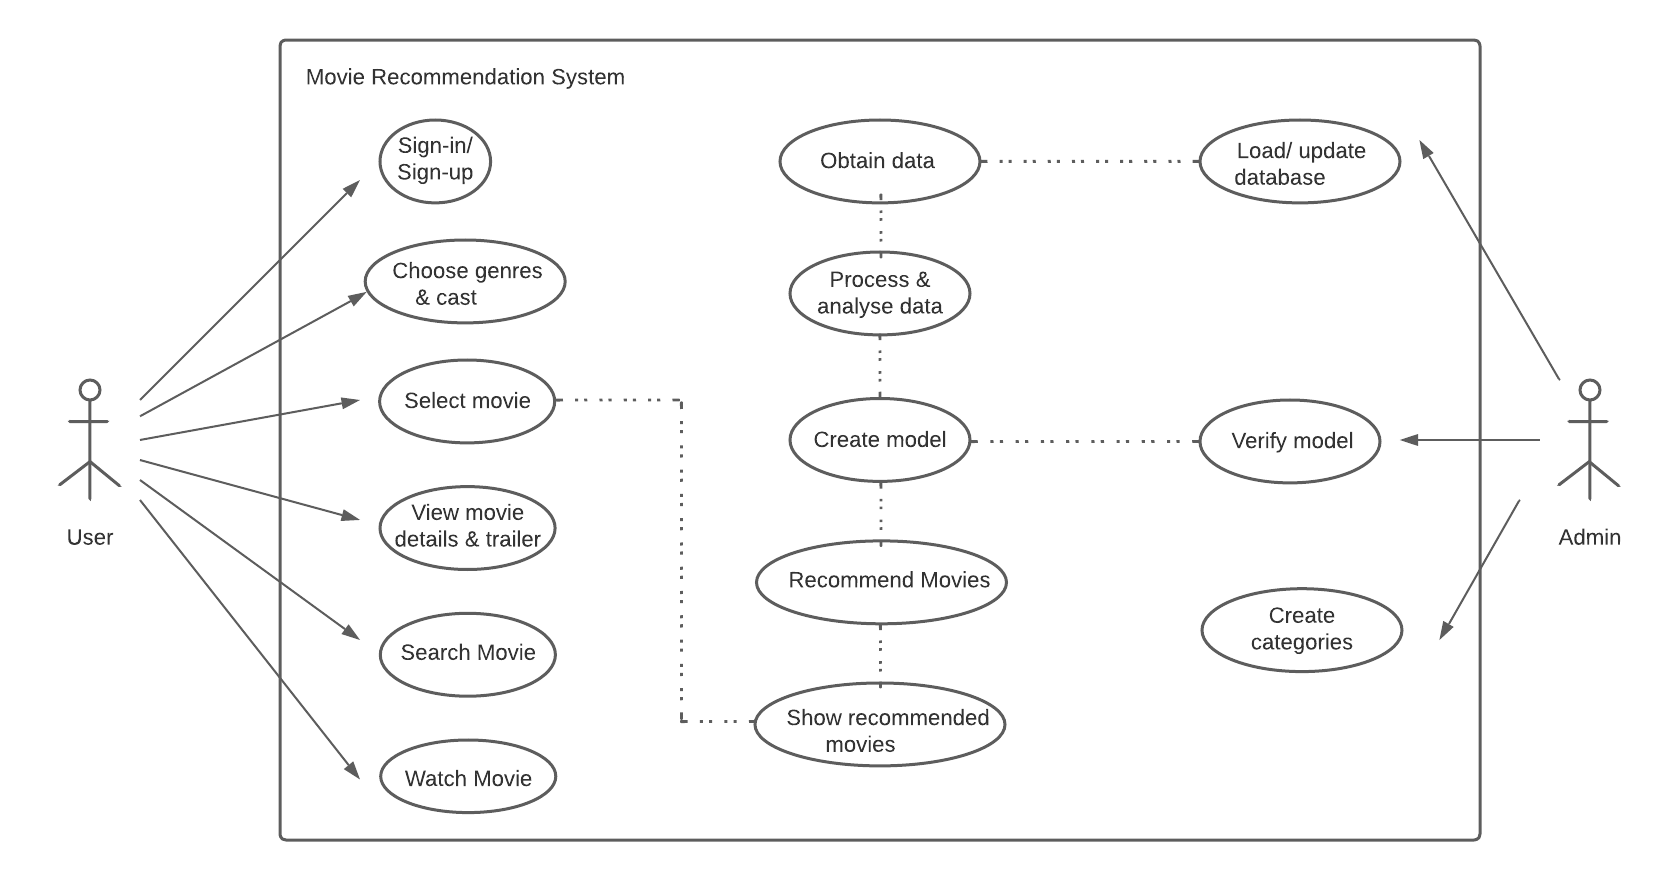 Movie Recommendation System
Sign-in/
Sign-up
Choose genres
& cast
Select movie
View movie
details & trailer
Search Movie
Watch Movie
User
Obtain data
Process &
analyse data
Create model
Recommend Movies
Show recommended
movies
Load/ update
database
Verify model
Create
categories
Admin